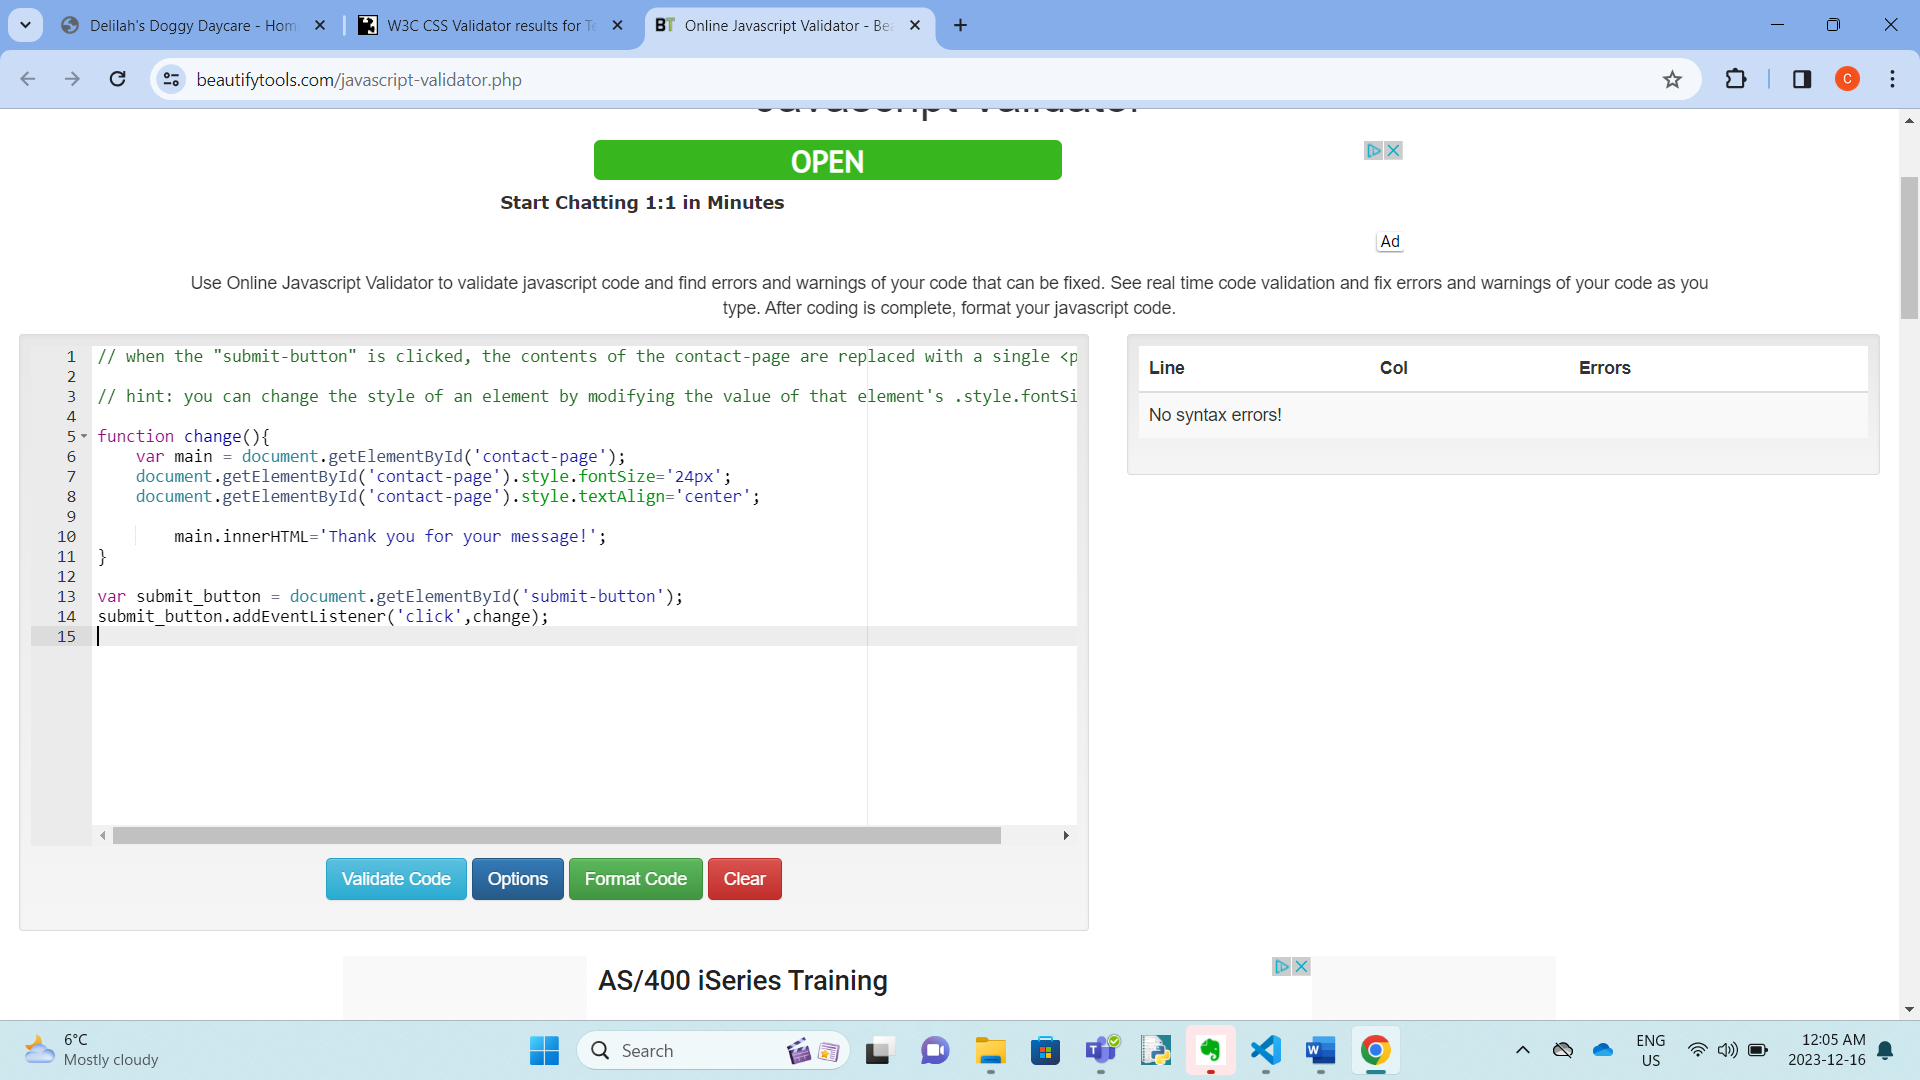 Delilah's Doggy Daycare - Hom
W3C CSS Validator results for Te
BT Online Javascript Validator - Bea
beautifytools.com/javascript-validator.php
C
Javascript Validator
OPEN
Start Chatting 1:1 in Minutes
Ad
Use Online Javascript Validator to validate javascript code and find errors and warnings of your code that can be fixed. See real time code validation and fix errors and warnings of your code as you
type. After coding is complete, format your javascript code.
1 // when the "submit-button" is clicked, the contents of the contact-page are replaced with a single <p
2
3 // hint: you can change the style of an element by modifying the value of that element's .style.fontSi
4
5 function change(){
6 var main = document.getElementById('contact-page');
7 document.getElementById('contact-page').style.fontSize='24px';
8 document.getElementById('contact-page').style.textAlign='center';
9
10 main.innerHTML='Thank you for your message!';
11 }
12
13 var submit_button = document.getElementById('submit-button');
14 submit_button.addEventListener('click',change);
15
Line Col Errors
No syntax errors!
Validate Code Options Format Code Clear
AS/400 iSeries Training
6°C
Mostly cloudy
Search
ENG
US
12:05 AM
2023-12-16